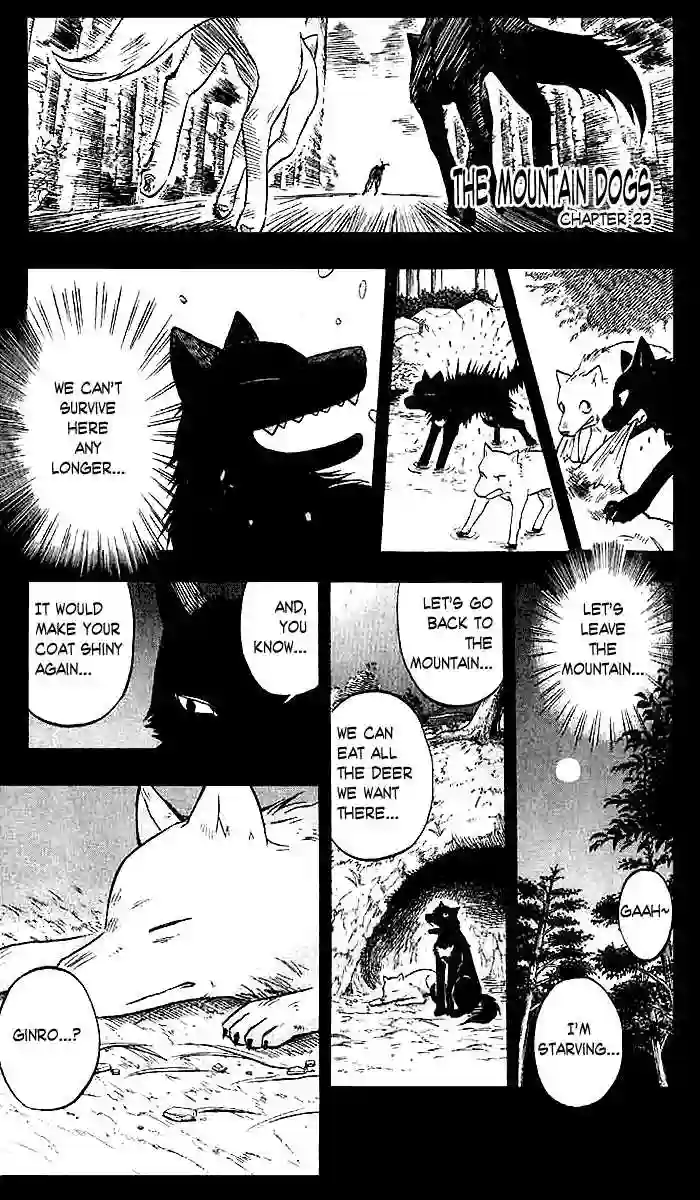 THE MOUNTAIN DOGS
CHAPTER 23
WE CAN'T
SURVIVE
HERE
ANY
LONGER...
LET'S
LEAVE
THE
MOUNTAIN...
GAAH~
I'M
STARVING...
LET'S GO
BACK TO
THE
MOUNTAIN...
WE CAN
EAT ALL
THE DEER
WE WANT
THERE...
AND,
YOU
KNOW...
IT WOULD
MAKE YOUR
COAT SHINY
AGAIN...
GINRO...?